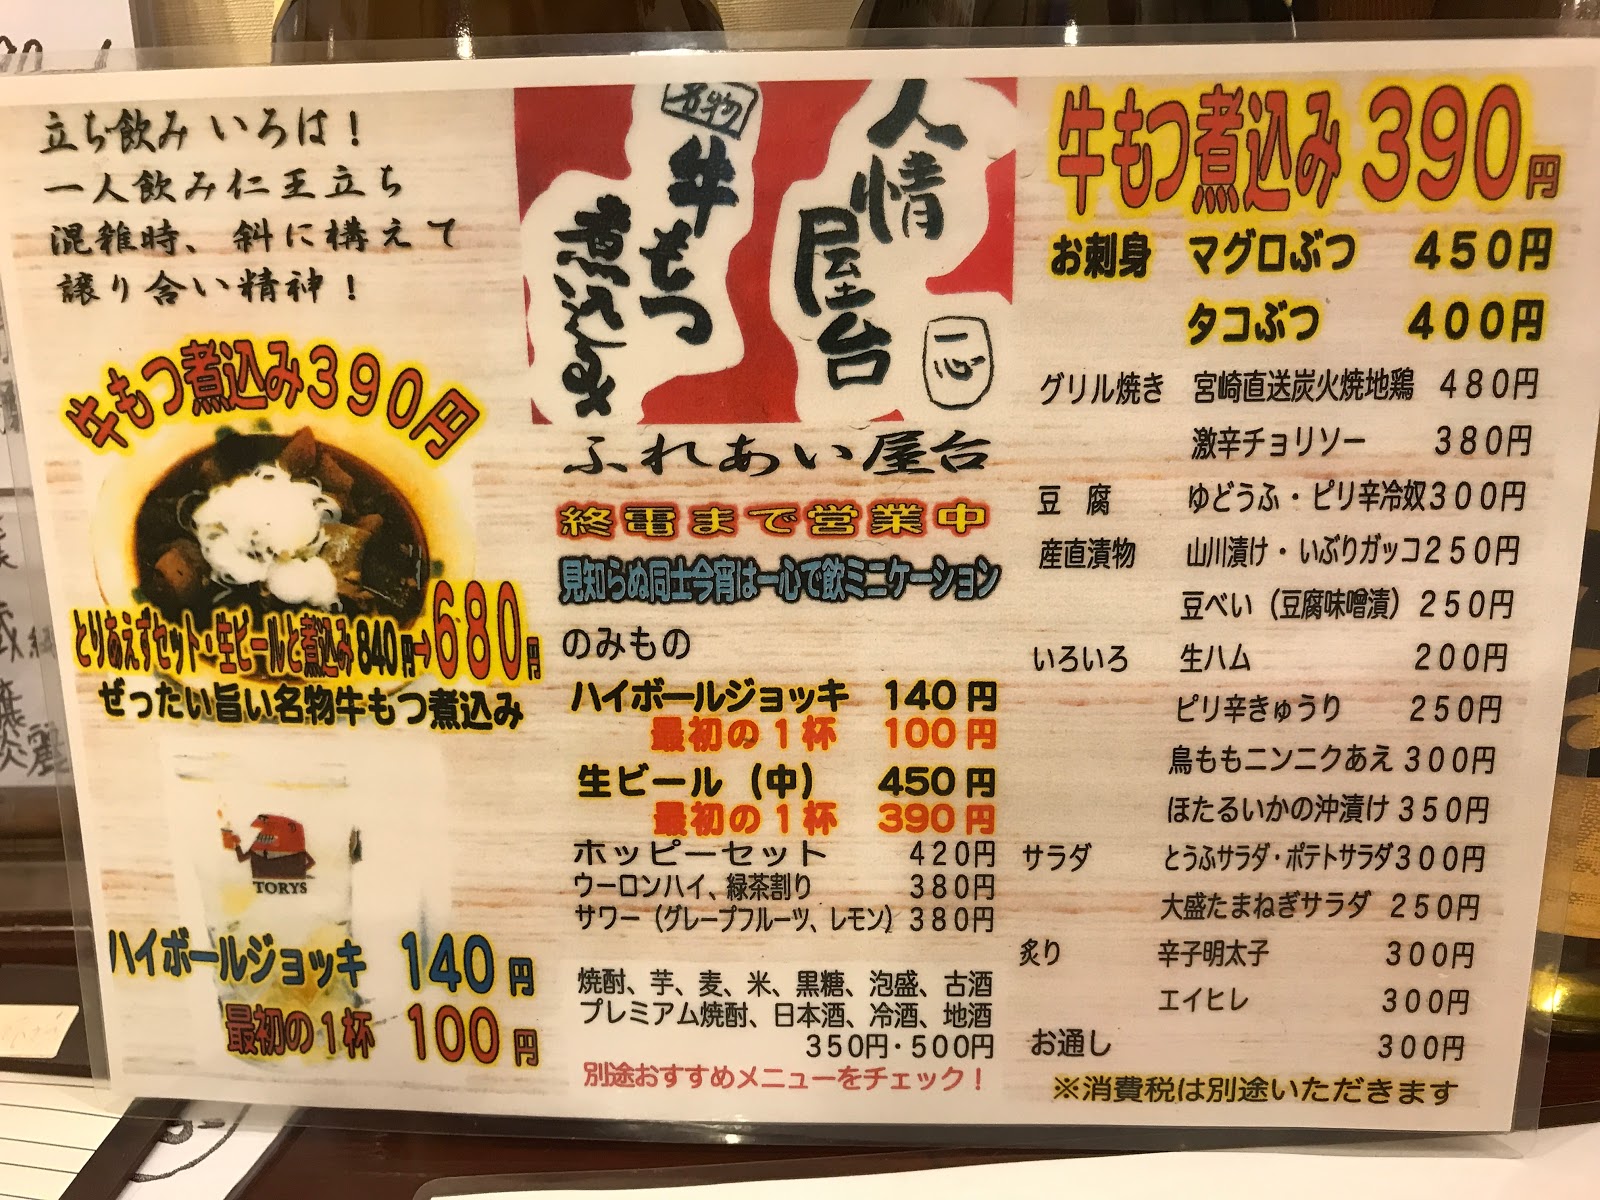 立ち飲み いろは！
一人飲み仁王立ち
混雑時、斜に構えて
譲り合い精神！
牛もつ煮込み390円
とりあえずセット・生ビールと煮込み 840円→680円
ぜったい旨い名物牛もつ煮込み
TORYS
ハイボールジョッキ 140円
最初の1杯 100円
人情屋台
一心
名物
牛もつ
煮込み
ふれあい屋台
終電まで営業中
見知らぬ同士今宵は一心で飲ミニケーション
のみもの
ハイボールジョッキ 140円
最初の1杯 100円
生ビール（中） 450円
最初の1杯 390円
ホッピーセット 420円
ウーロンハイ、緑茶割り 380円
サワー（グレープフルーツ、レモン）380円
焼酎、芋、麦、米、黒糖、泡盛、古酒
プレミアム焼酎、日本酒、冷酒、地酒
350円・500円
別途おすすめメニューをチェック！
牛もつ煮込み 390円
お刺身 マグロぶつ 450円
タコぶつ 400円
グリル焼き 宮崎直送炭火焼地鶏 480円
激辛チョリソー 380円
豆腐 ゆどうふ・ピリ辛冷奴 300円
産直漬物 山川漬け・いぶりガッコ 250円
豆べい（豆腐味噌漬） 250円
いろいろ 生ハム 200円
ピリ辛きゅうり 250円
鳥ももニンニクあえ 300円
ほたるいかの沖漬け 350円
サラダ とうふサラダ・ポテトサラダ 300円
大盛たまねぎサラダ 250円
炙り 辛子明太子 300円
エイヒレ 300円
お通し 300円
※消費税は別途いただきます